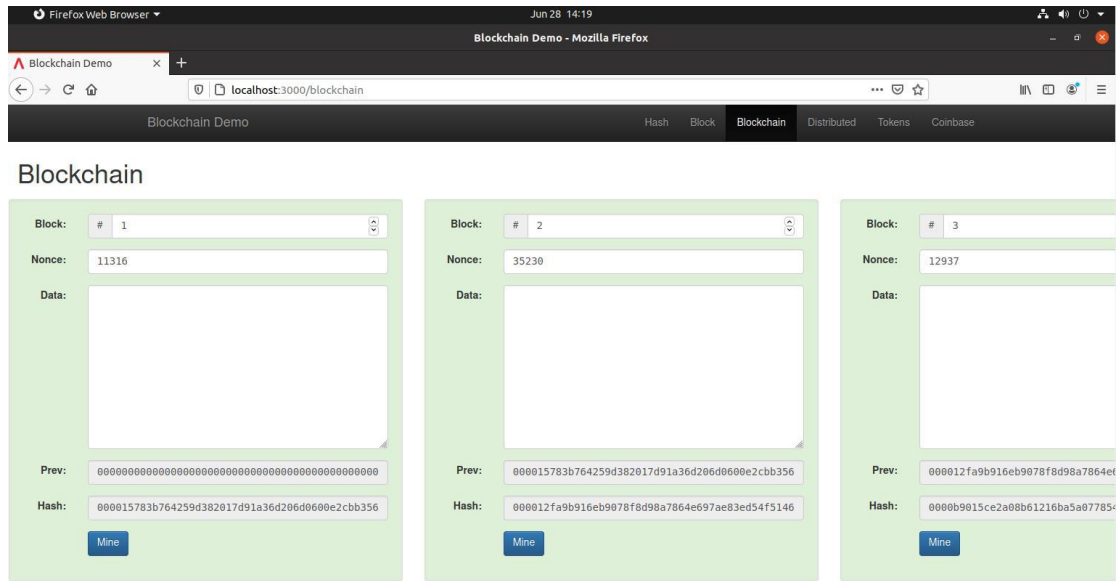 Firefox Web Browser
Jun 28 14:19
Blockchain Demo - Mozilla Firefox
Blockchain Demo
localhost:3000/blockchain
Blockchain Demo
Hash
Block
Blockchain
Distributed
Tokens
Coinbase
Blockchain
Block: # 1
Nonce: 11316
Data:
Prev: 0000000000000000000000000000000000000000000
Hash: 000015783b764259d382017d91a36d206d0600e2cbb356
Mine
Block: # 2
Nonce: 35230
Data:
Prev: 000015783b764259d382017d91a36d206d0600e2cbb356
Hash: 000012fa9b916eb9078f8d98a7864e697ae83ed54f5146
Mine
Block: # 3
Nonce: 12937
Data:
Prev: 000012fa9b916eb9078f8d98a7864e
Hash: 0000b9015ce2a08b61216ba5a07785
Mine